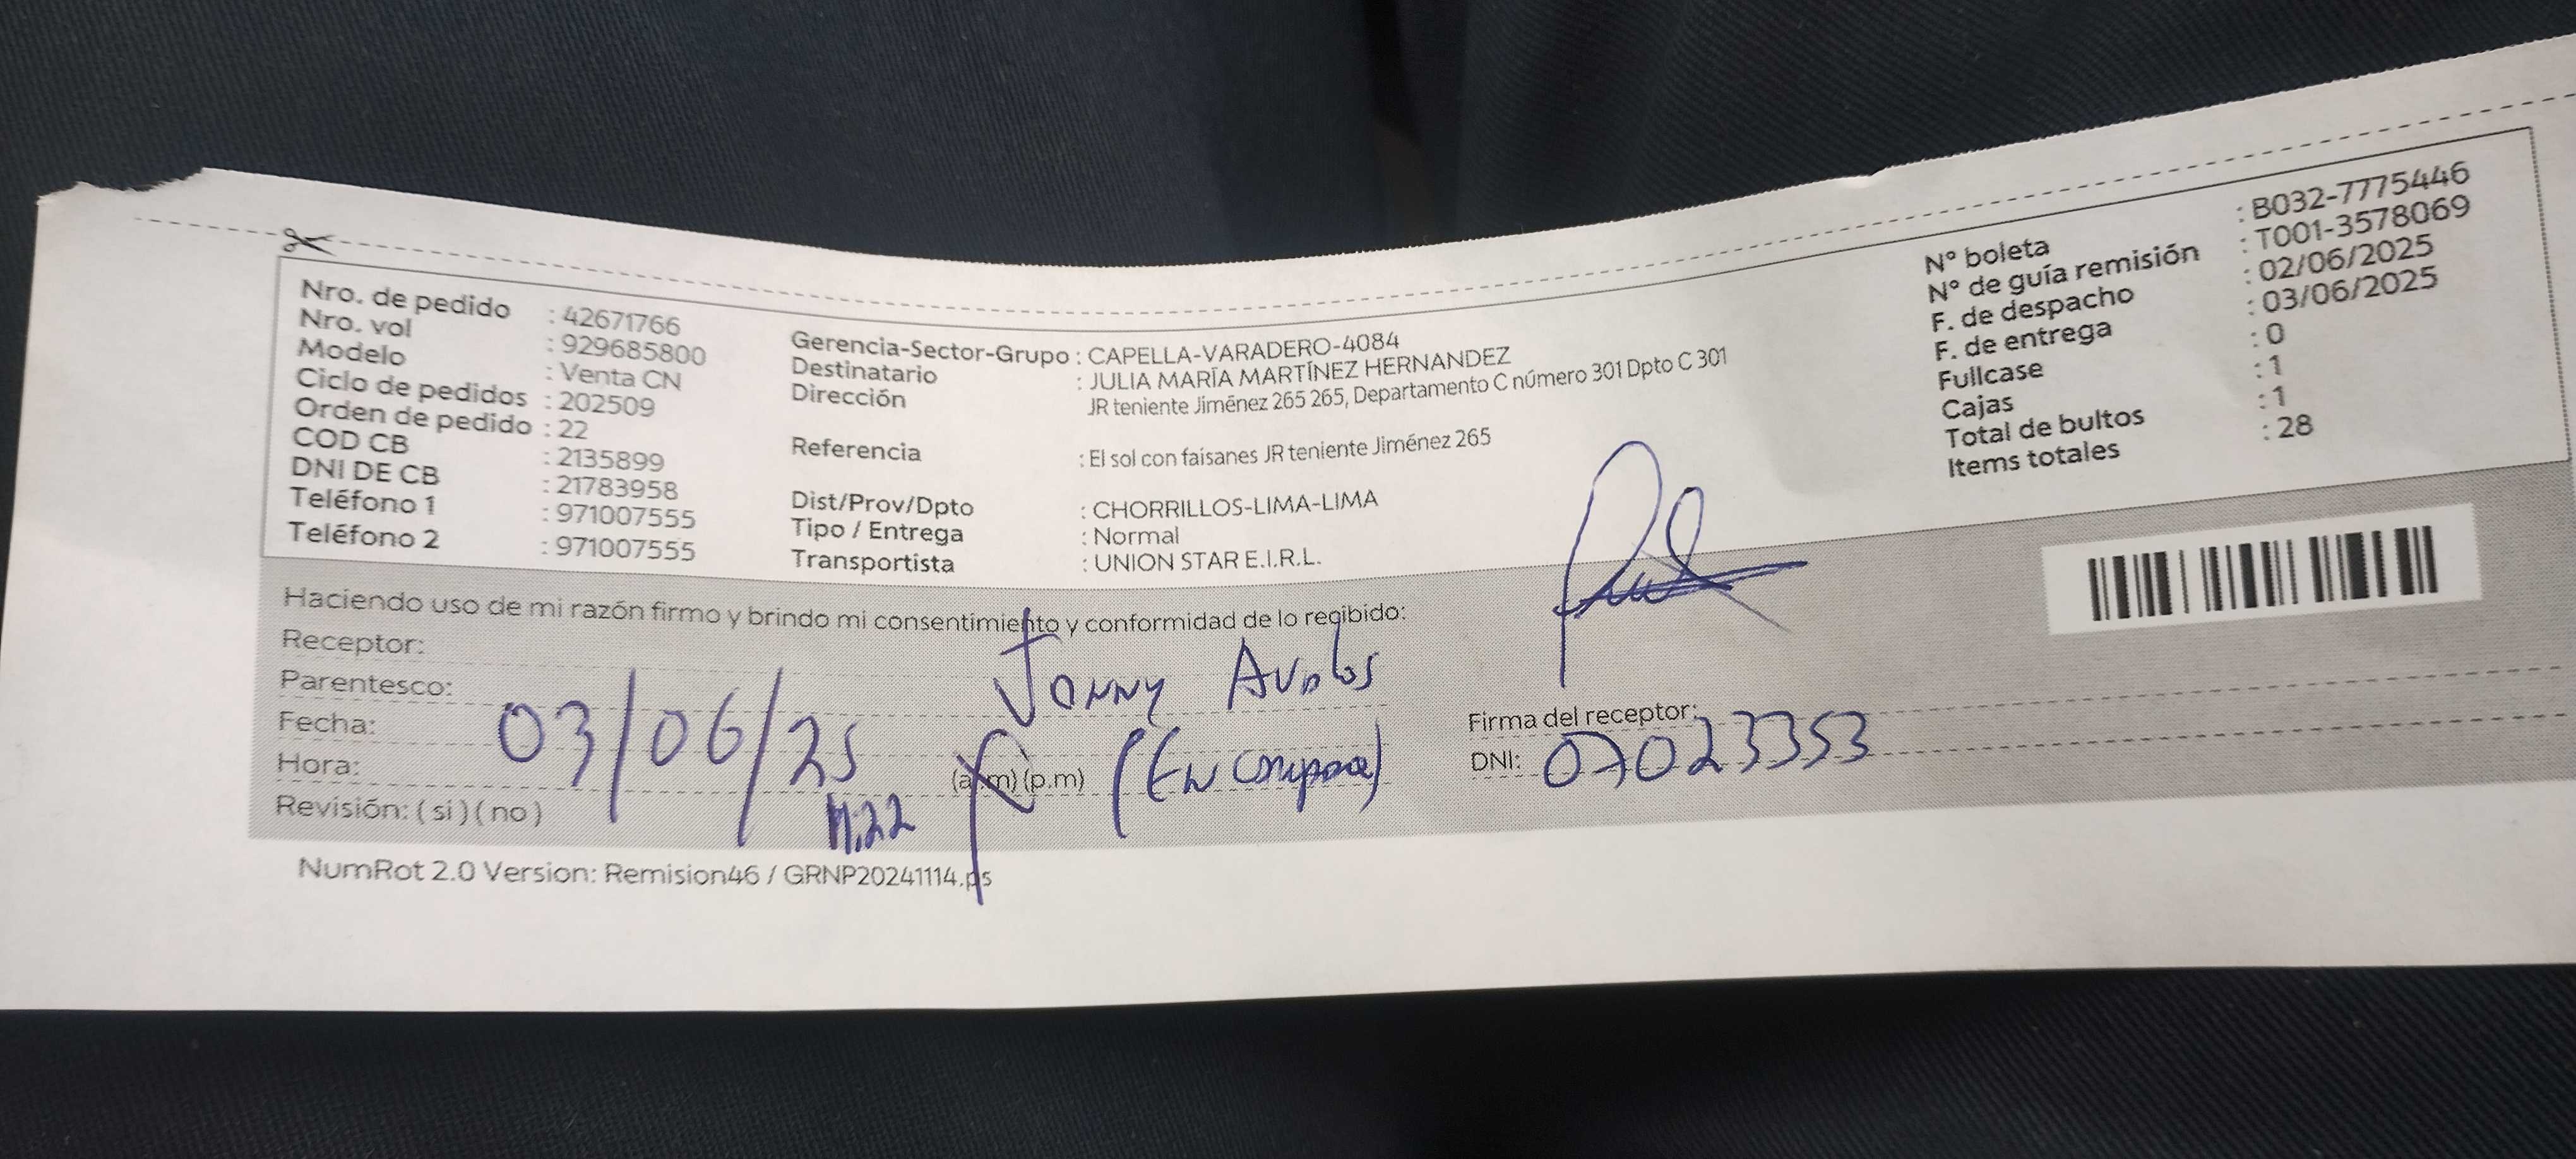 Nro. de pedido : 42671766
Nro. vol : 929685800
Modelo : Venta CN
Ciclo de pedidos : 202509
Orden de pedido : 22
COD CB : 2135899
DNI DE CB : 21783958
Teléfono 1 : 971007555
Teléfono 2 : 971007555
Gerencia-Sector-Grupo : CAPELLA-VARADERO-4084
Destinatario : JULIA MARÍA MARTÍNEZ HERNANDEZ
Dirección JR teniente Jiménez 265 265, Departamento C número 301 Dpto C 301
Referencia : El sol con faisanes JR teniente Jiménez 265
Dist/Prov/Dpto : CHORRILLOS-LIMA-LIMA
Tipo / Entrega : Normal
Transportista : UNION STAR E.I.R.L.
N° boleta : B032-7775446
N° de guía remisión : T001-3578069
F. de despacho : 02/06/2025
F. de entrega : 03/06/2025
Fullcase : 0
Cajas : 1
Total de bultos : 1
Items totales : 28
Haciendo uso de mi razón firmo y brindo mi consentimiento y conformidad de lo recibido:
Receptor: Jonny Avalos
Parentesco:
Fecha: 03/06/25
Hora: (a.m) (p.m)
Revisión: ( si ) ( no )
Firma del receptor:
DNI: 07023353
NumRot 2.0 Version: Remision46 / GRNP20241114.ps